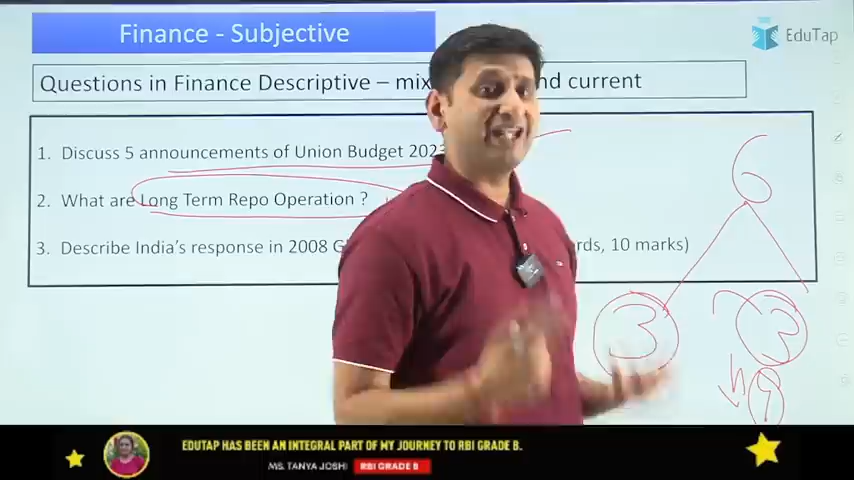 Finance - Subjective
EduTap
Questions in Finance Descriptive – mix nd current
1. Discuss 5 announcements of Union Budget 2023
2. What are Long Term Repo Operation ?
3. Describe India's response in 2008 G rds, 10 marks)
6
3
3
EDUTAP HAS BEEN AN INTEGRAL PART OF MY JOURNEY TO RBI GRADE B.
MS. TANYA JOSHI RBI GRADE B